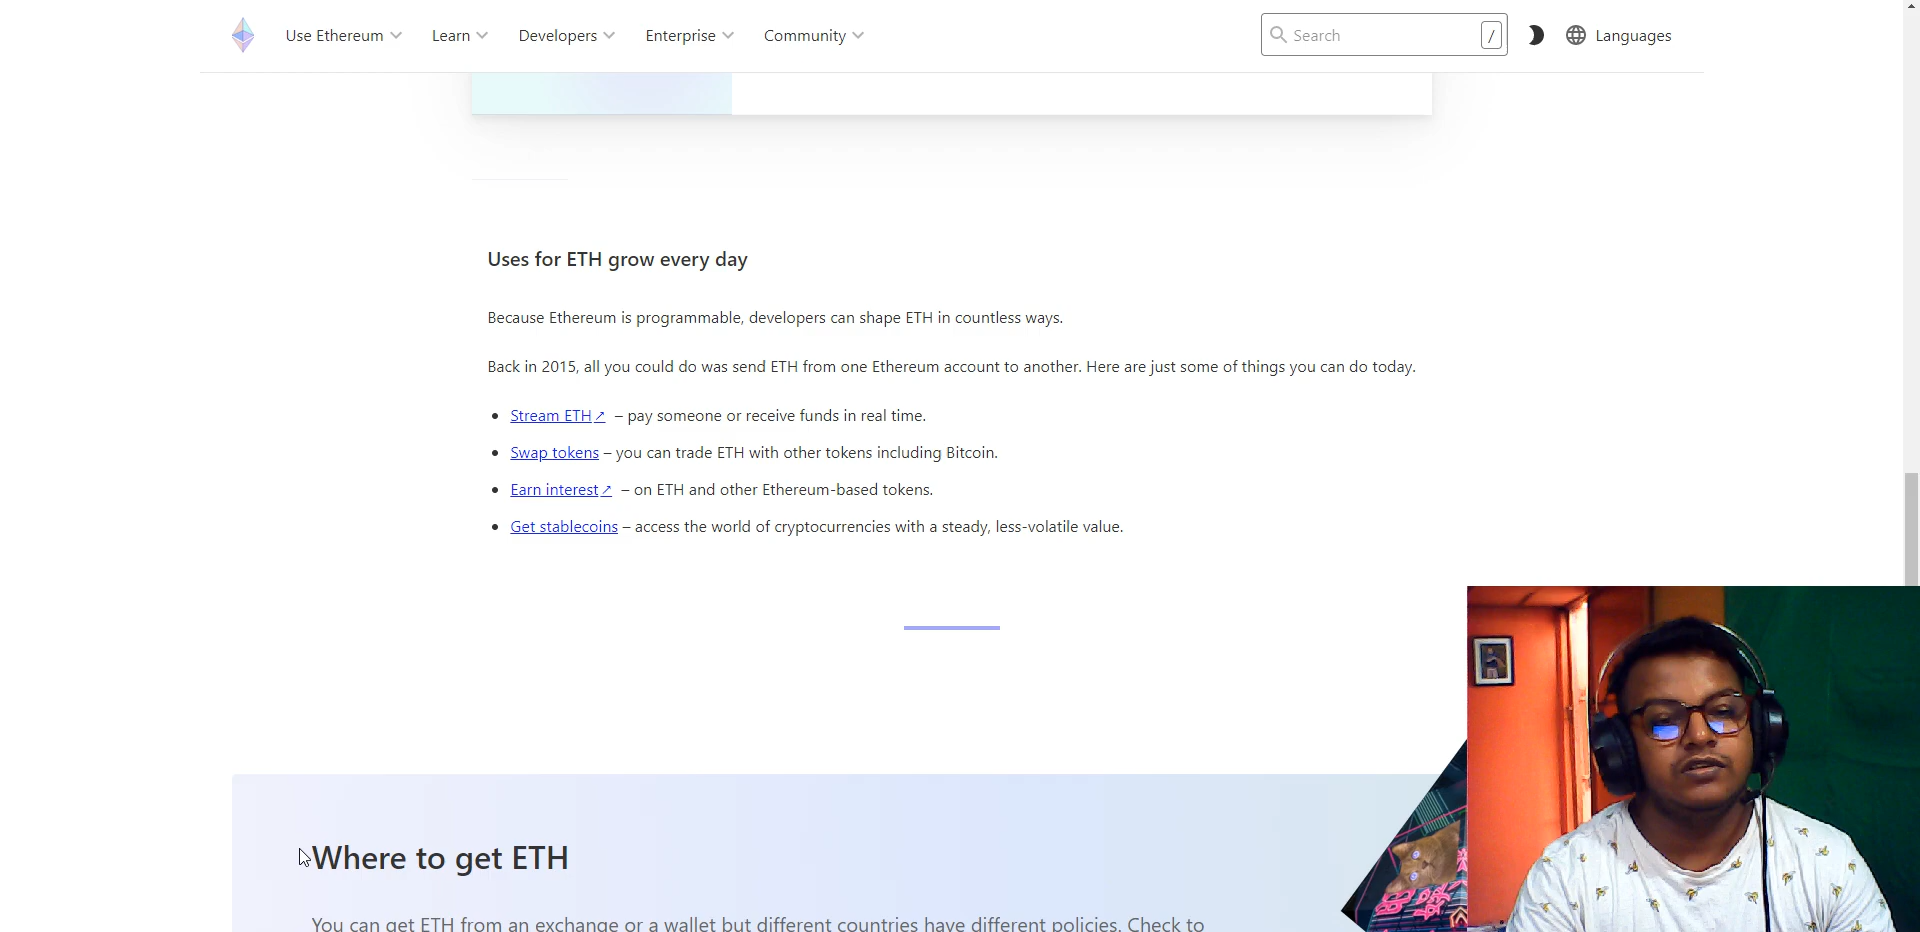 Use Ethereum Learn Developers Enterprise Community Search / Languages
Uses for ETH grow every day
Because Ethereum is programmable, developers can shape ETH in countless ways.
Back in 2015, all you could do was send ETH from one Ethereum account to another. Here are just some of things you can do today.
• Stream ETH↗ – pay someone or receive funds in real time.
• Swap tokens – you can trade ETH with other tokens including Bitcoin.
• Earn interest↗ – on ETH and other Ethereum-based tokens.
• Get stablecoins – access the world of cryptocurrencies with a steady, less-volatile value.
Where to get ETH
You can get ETH from an exchange or a wallet but different countries have different policies. Check to